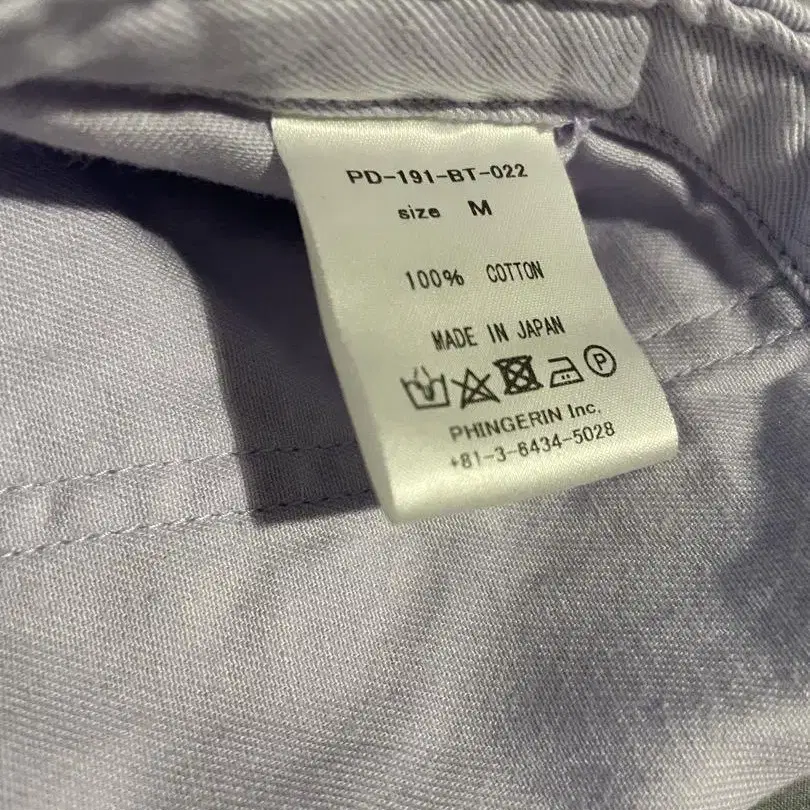 PD-191-BT-022
size M
100% COTTON
MADE IN JAPAN
P
PHINGERIN Inc.
+81-3-6434-5028